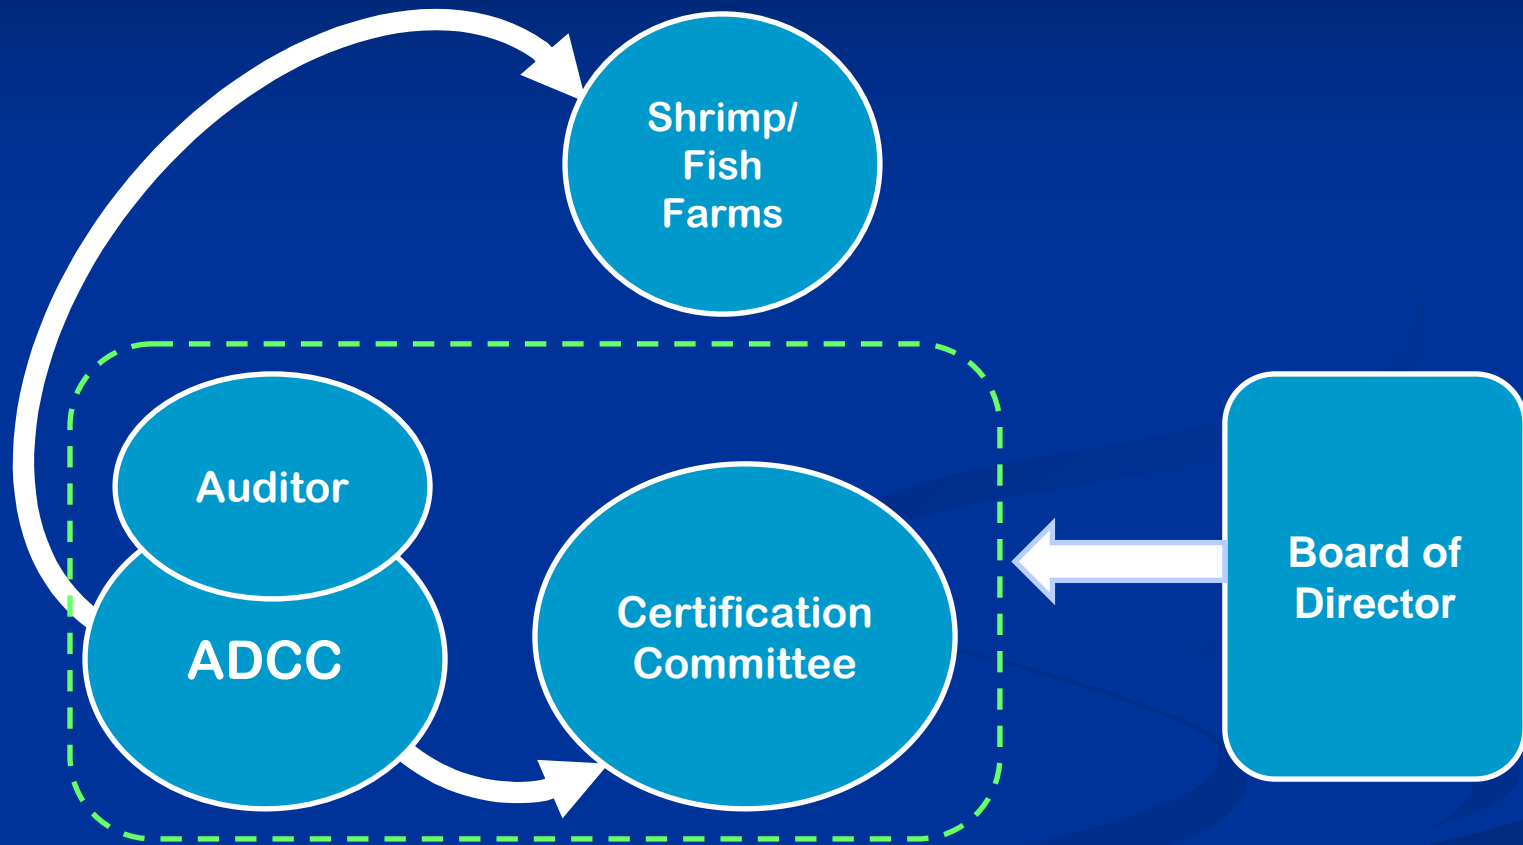 Shrimp/
Fish
Farms
Auditor
ADCC
Certification
Committee
Board of
Director